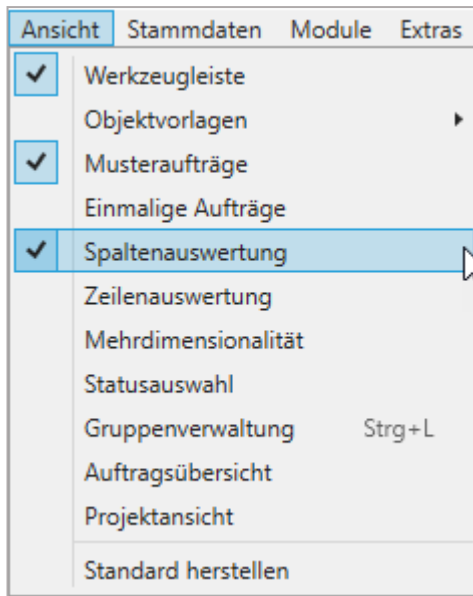 Ansicht Stammdaten Module Extras
Werkzeugleiste
Objektvorlagen
Musteraufträge
Einmalige Aufträge
Spaltenauswertung
Zeilenauswertung
Mehrdimensionalität
Statusauswahl
Gruppenverwaltung Strg+L
Auftragsübersicht
Projektansicht
Standard herstellen